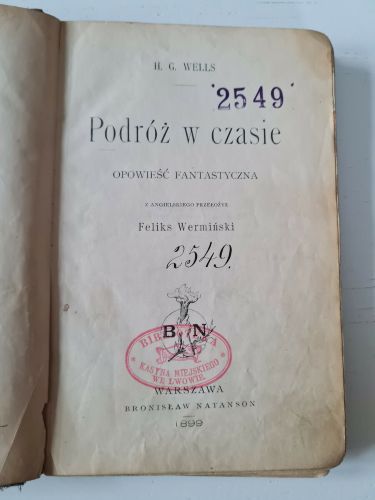 H. G. WELLS
2549
Podróż w czasie
OPOWIEŚĆ FANTASTYCZNA
Z ANGIELSKIEGO PRZEŁOŻYŁ
Feliks Wermiński
2549.
B N
BIBLIOTEKA
KASYNA MIEJSKIEGO
WE LWOWIE
WARSZAWA
BRONISŁAW NATANSON
1899